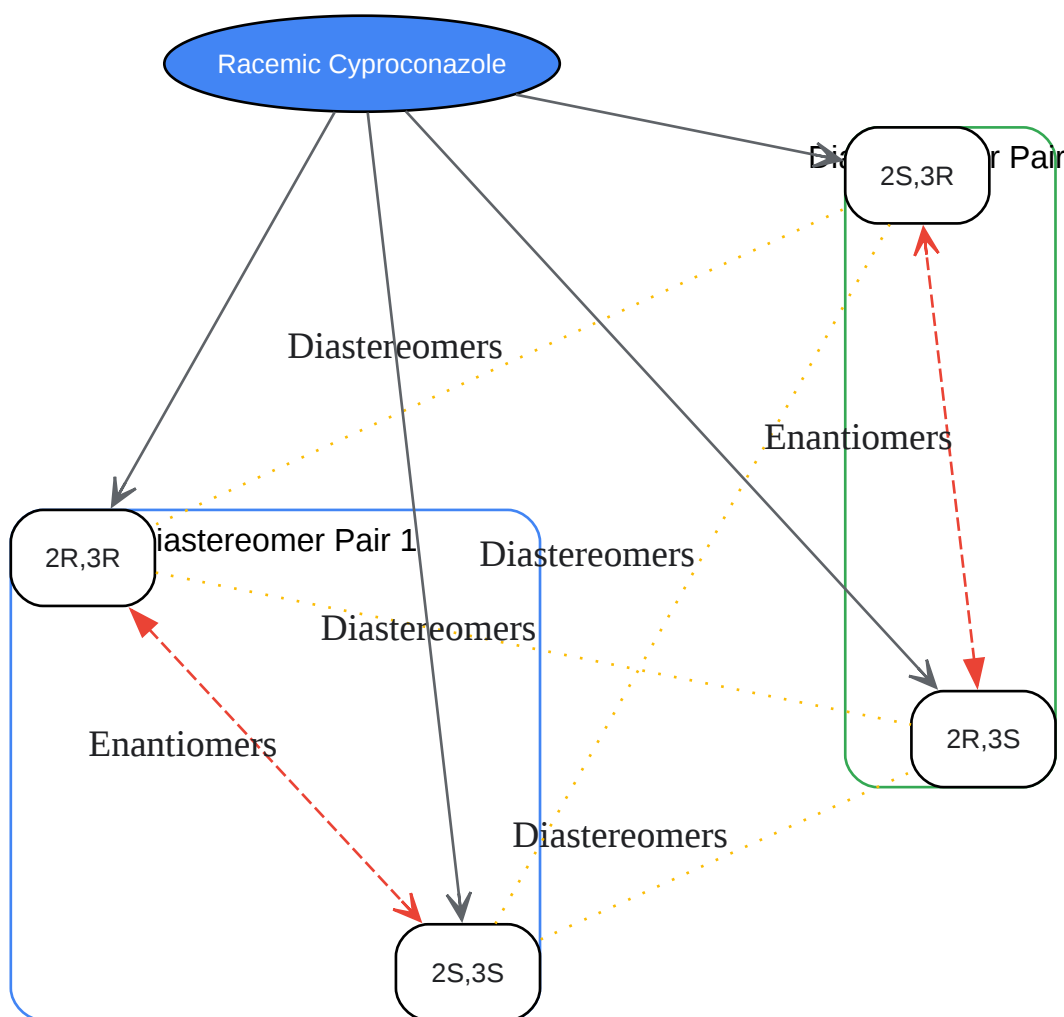 Racemic Cyproconazole
2S,3R
Pair
Diastereomers
Enantiomers
2R,3R
iastereomer Pair 1
Diastereomers
Diastereomers
2R,3S
Enantiomers
Diastereomers
2S,3S